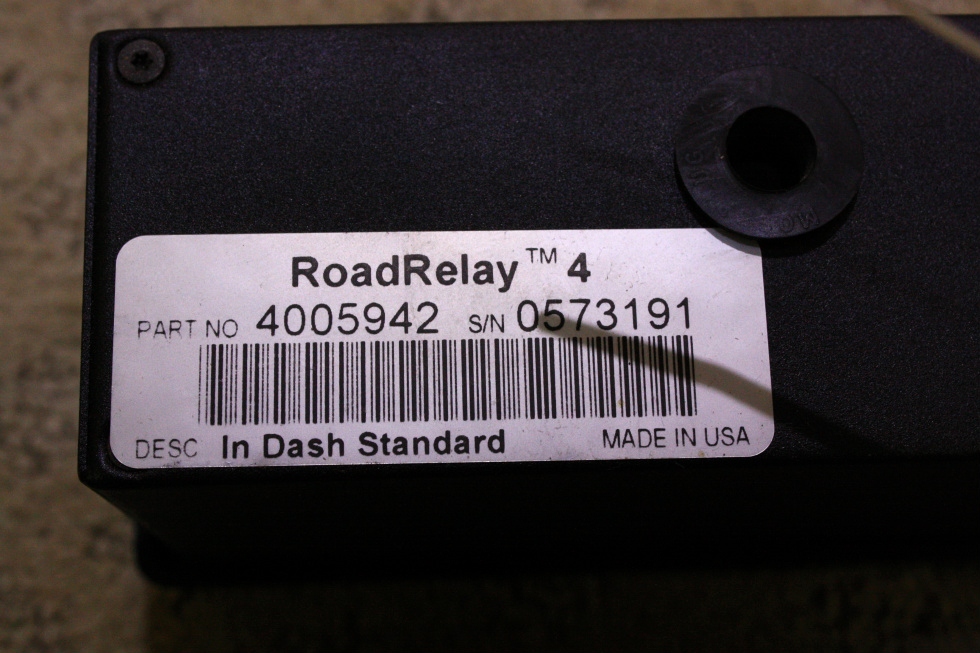 RoadRelay™ 4
PART NO 4005942 S/N 0573191
DESC In Dash Standard MADE IN USA